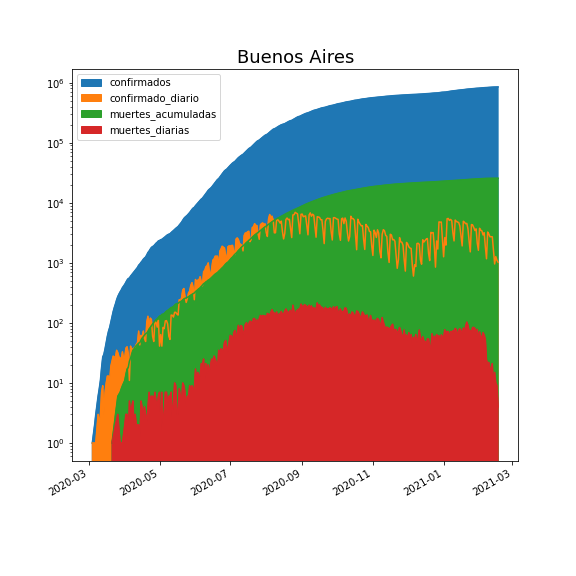 Buenos Aires
confirmados
confirmado_diario
muertes_acumuladas
muertes_diarias
10⁶
10⁵
10⁴
10³
10²
10¹
10⁰
2020-03
2020-05
2020-07
2020-09
2020-11
2021-01
2021-03